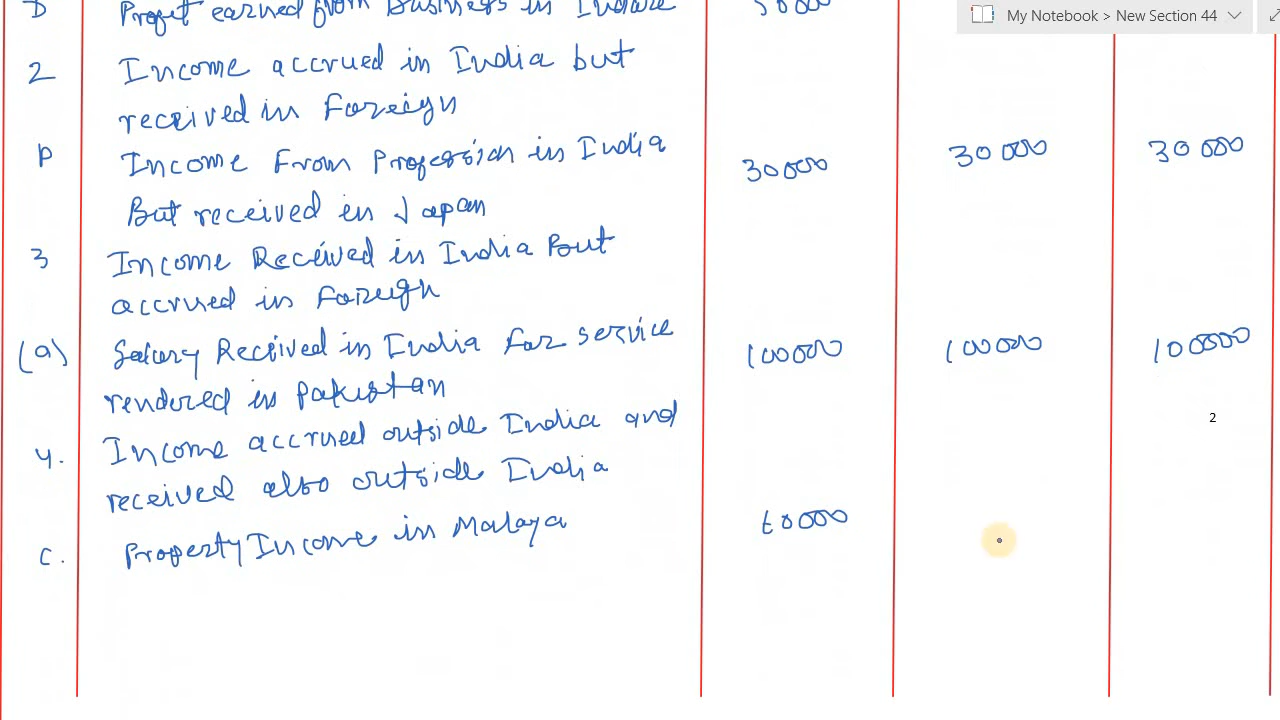 My Notebook > New Section 44
D Profit earned from Business in Indore 50000
2 Income accrued in India but
received in Foreign
P Income From Profession in India 30000 30000 30000
But received in Japan
3 Income Received in India But
accrued in Foreign
(a) Salary Received in India for service 100000 100000 100000
rendered in Pakistan
2
4. Income accrued outside India and
received also outside India
C. Property Income in Malaya 60000